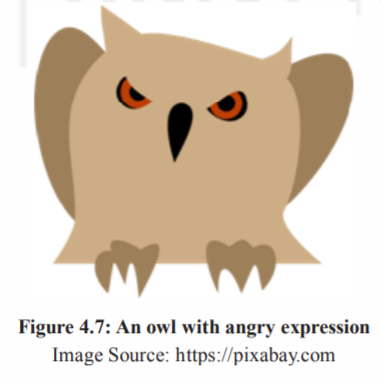 Figure 4.7: An owl with angry expression
Image Source: https://pixabay.com